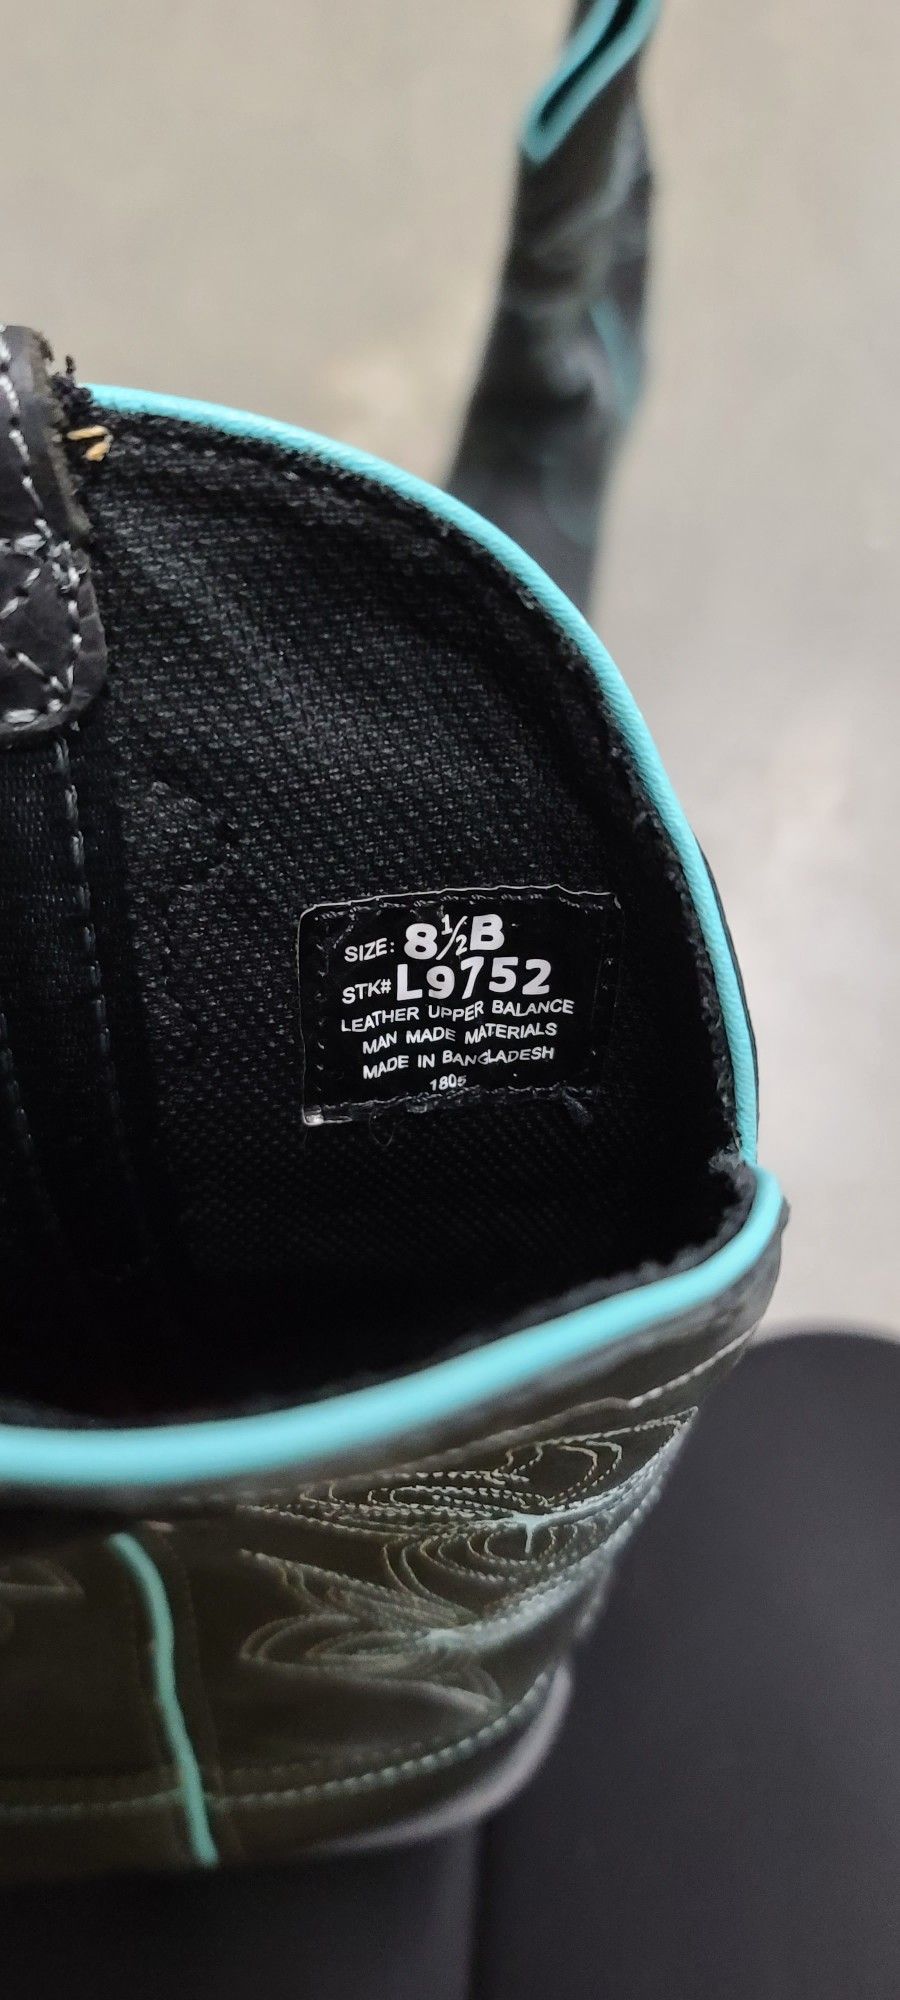 SIZE: 8½B
STK# L9752
LEATHER UPPER BALANCE
MAN MADE MATERIALS
MADE IN BANGLADESH
1805